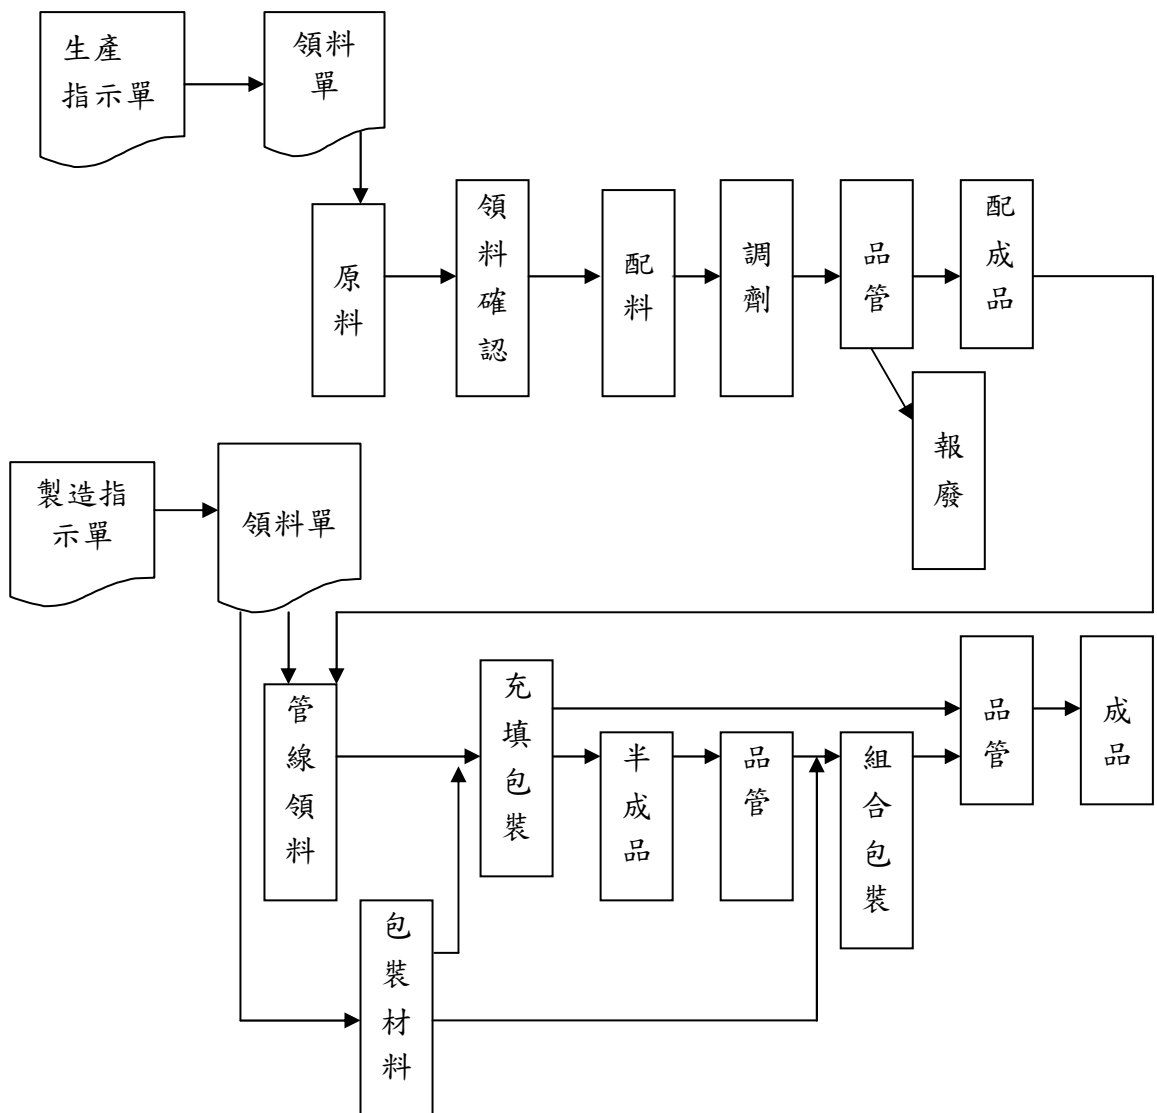 生產
指示單
領料
單
原料
領料確認
配料
調劑
品管
配成品
報廢
製造指
示單
領料單
管線領料
充填包裝
半成品
品管
組合包裝
品管
成品
包裝材料